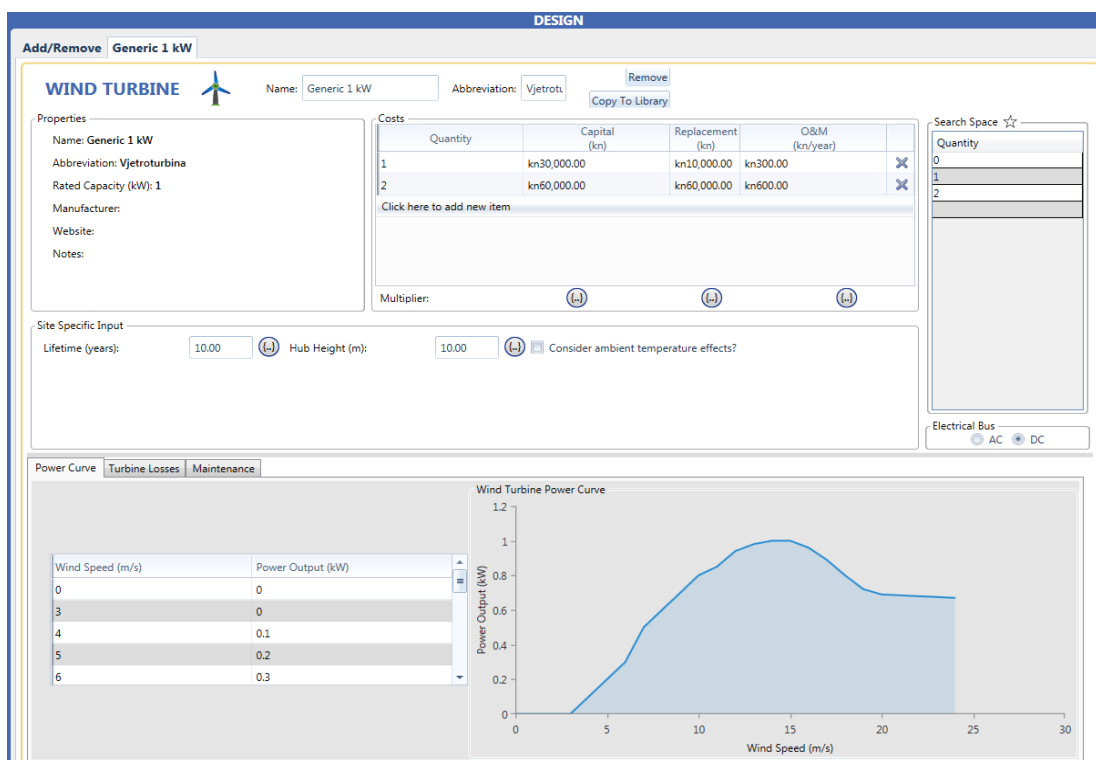 DESIGN
Add/Remove Generic 1 kW
WIND TURBINE Name: Generic 1 kW Abbreviation: Vjetrotu Remove
Copy To Library
Properties
Name: Generic 1 kW
Abbreviation: Vjetroturbina
Rated Capacity (kW): 1
Manufacturer:
Website:
Notes:
Costs
Quantity Capital (kn) Replacement (kn) O&M (kn/year)
1 kn30,000.00 kn10,000.00 kn300.00
2 kn60,000.00 kn60,000.00 kn600.00
Click here to add new item
Multiplier: {..} {..} {..}
Search Space
Quantity
0
1
2
Site Specific Input
Lifetime (years): 10.00 {..} Hub Height (m): 10.00 {..} Consider ambient temperature effects?
Electrical Bus
AC DC
Power Curve Turbine Losses Maintenance
Wind Speed (m/s) Power Output (kW)
0 0
3 0
4 0.1
5 0.2
6 0.3
Wind Turbine Power Curve
Power Output (kW)
1.2
1
0.8
0.6
0.4
0.2
0
0 5 10 15 20 25 30
Wind Speed (m/s)